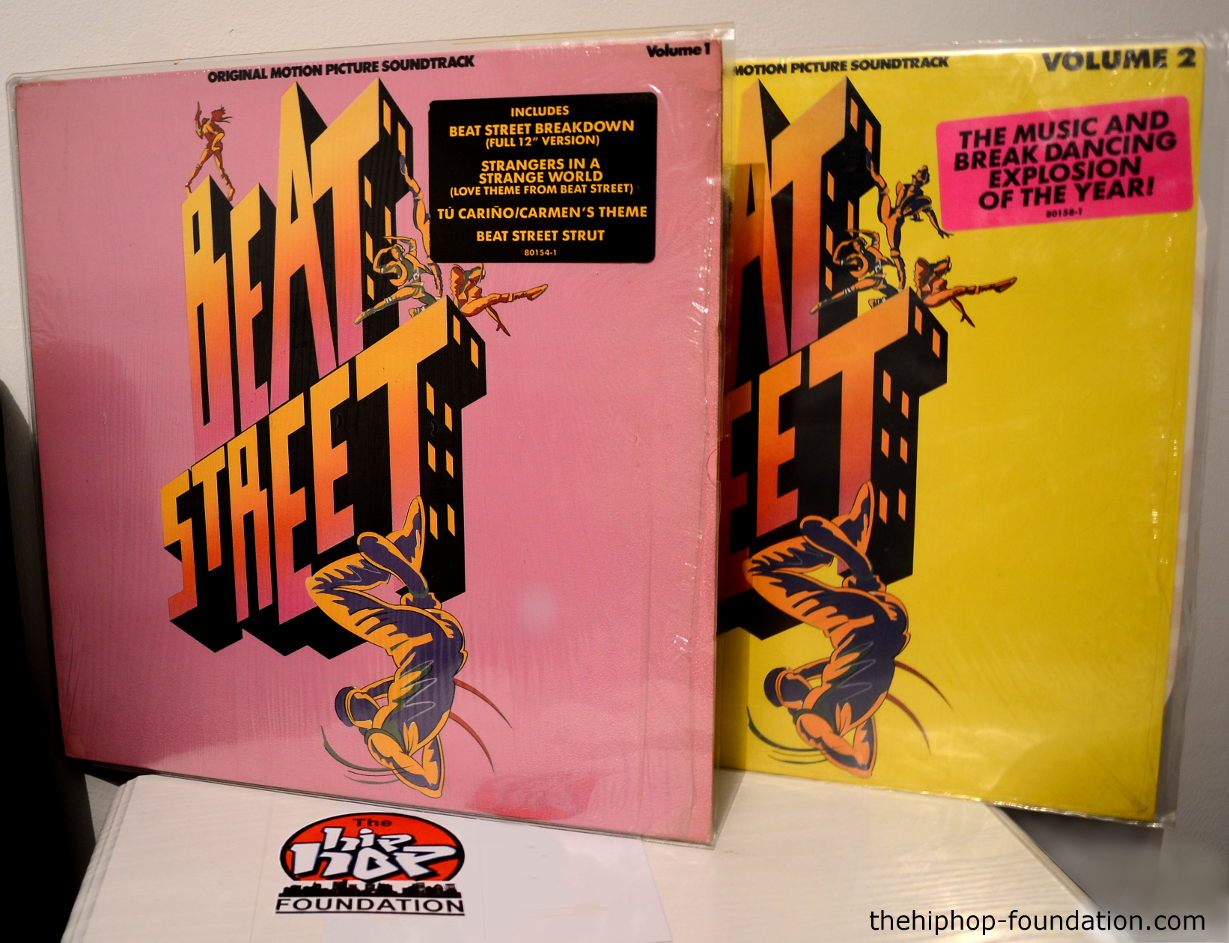 ORIGINAL MOTION PICTURE SOUNDTRACK
Volume 1
BEAT
STREET
INCLUDES
BEAT STREET BREAKDOWN
(FULL 12" VERSION)
STRANGERS IN A
STRANGE WORLD
(LOVE THEME FROM BEAT STREET)
TÚ CARIÑO/CARMEN'S THEME
BEAT STREET STRUT
80154-1
MOTION PICTURE SOUNDTRACK
VOLUME 2
THE MUSIC AND
BREAK DANCING
EXPLOSION
OF THE YEAR!
80158-1
AT
EET
The
hip
hop
FOUNDATION
thehiphop-foundation.com